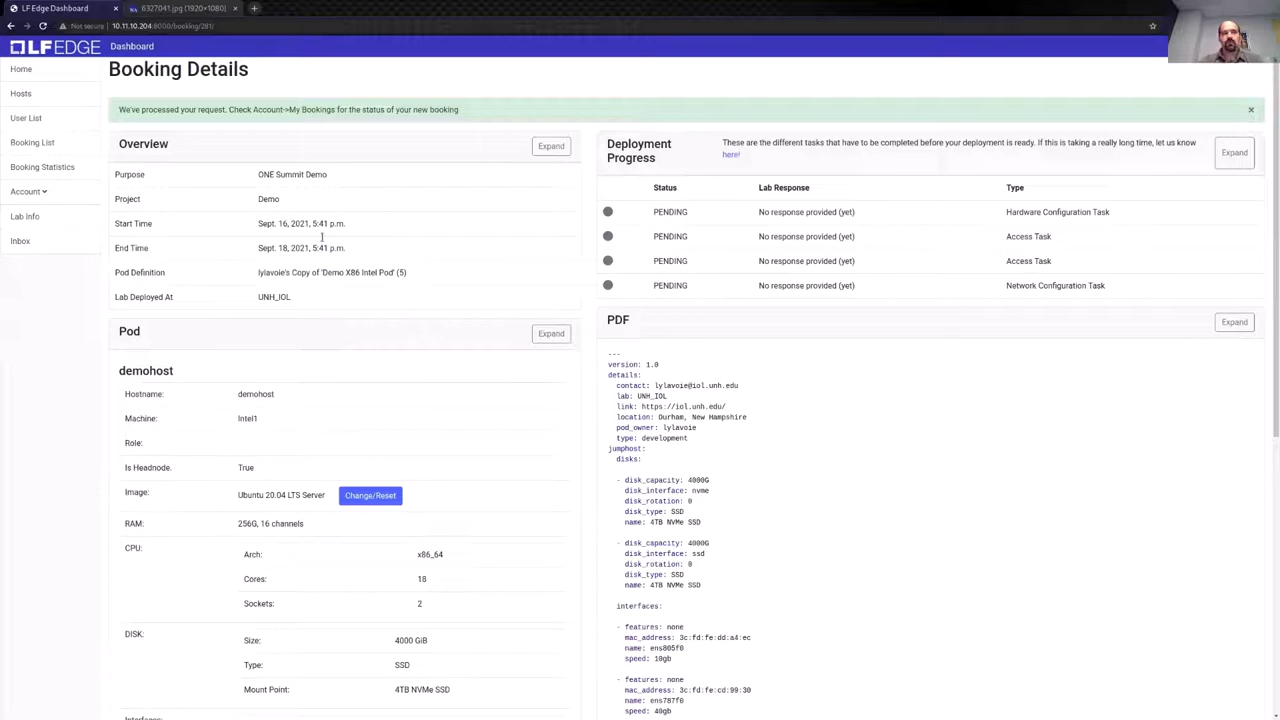 LF Edge Dashboard
6327041.jpg (1920×1080)
Not secure | 10.11.10.204:8000/booking/281/
LFEDGE
Dashboard
Home
Hosts
User List
Booking List
Booking Statistics
Account
Lab Info
Inbox
Booking Details
We've processed your request. Check Account->My Bookings for the status of your new booking
×
Overview
Expand
Purpose ONE Summit Demo
Project Demo
Start Time Sept. 16, 2021, 5:41 p.m.
End Time Sept. 18, 2021, 5:41 p.m.
Pod Definition lylavoie's Copy of 'Demo X86 Intel Pod' (5)
Lab Deployed At UNH_IOL
Pod
Expand
demohost
Hostname: demohost
Machine: Intel1
Role:
Is Headnode. True
Image: Ubuntu 20.04 LTS Server Change/Reset
RAM: 256G, 16 channels
CPU:
Arch: x86_64
Cores: 18
Sockets: 2
DISK:
Size: 4000 GiB
Type: SSD
Mount Point: 4TB NVMe SSD
Interfaces:
Deployment
Progress
These are the different tasks that have to be completed before your deployment is ready. If this is taking a really long time, let us know
here!
Expand
Status Lab Response Type
PENDING No response provided (yet) Hardware Configuration Task
PENDING No response provided (yet) Access Task
PENDING No response provided (yet) Access Task
PENDING No response provided (yet) Network Configuration Task
PDF
Expand
---
version: 1.0
details:
contact: lylavoie@iol.unh.edu
lab: UNH_IOL
link: https://iol.unh.edu/
location: Durham, New Hampshire
pod_owner: lylavoie
type: development
jumphost:
disks:
- disk_capacity: 4000G
disk_interface: nvme
disk_rotation: 0
disk_type: SSD
name: 4TB NVMe SSD
- disk_capacity: 4000G
disk_interface: ssd
disk_rotation: 0
disk_type: SSD
name: 4TB NVMe SSD
interfaces:
- features: none
mac_address: 3c:fd:fe:dd:a4:ec
name: ens805f0
speed: 10gb
- features: none
mac_address: 3c:fd:fe:cd:99:30
name: ens787f0
speed: 40gb